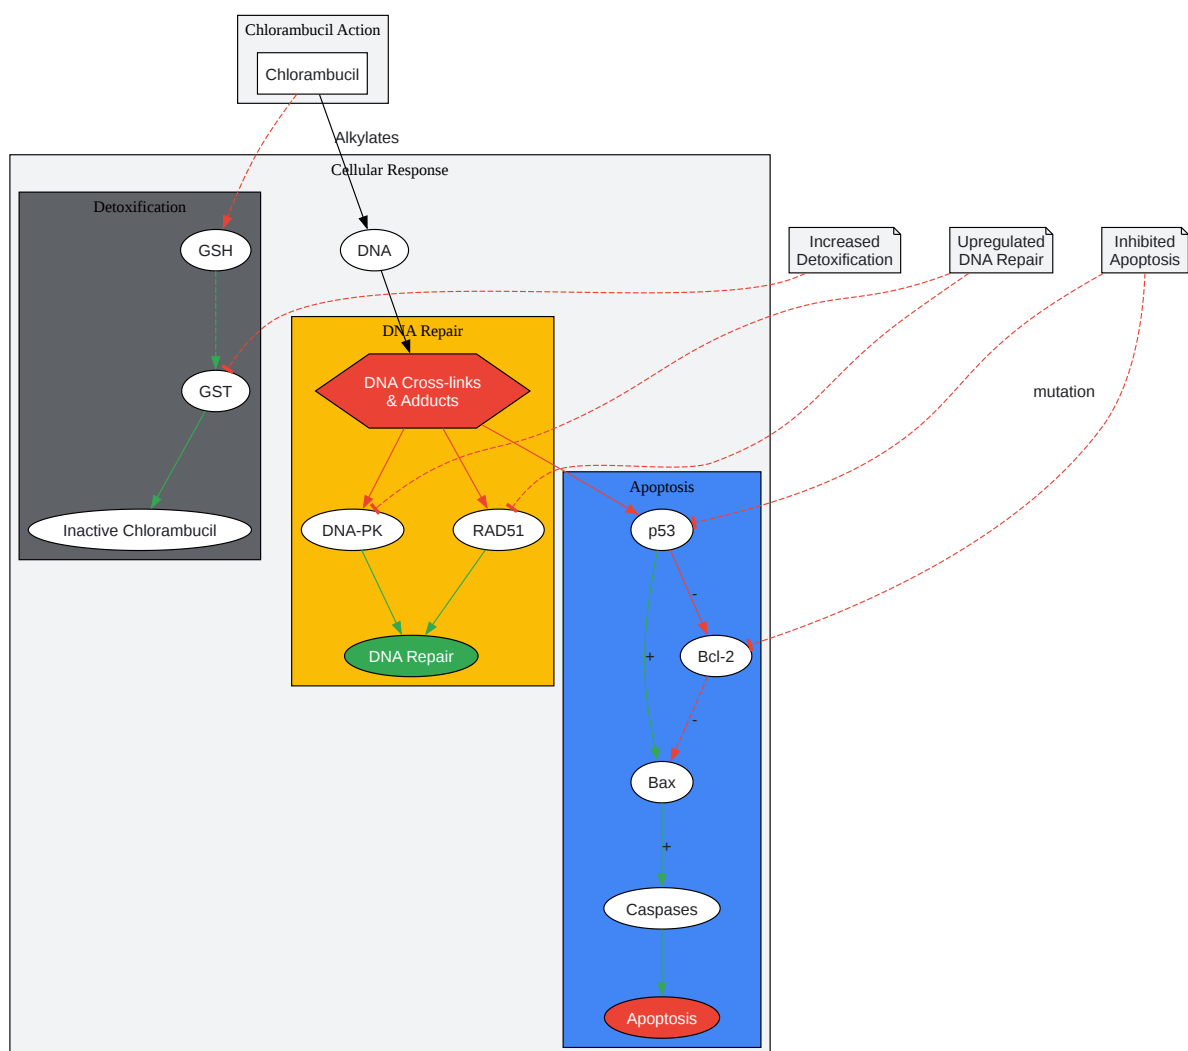 Chlorambucil Action
Chlorambucil
Alkylates
Cellular Response
Detoxification
GSH
DNA
Increased
Detoxification
Upregulated
DNA Repair
Inhibited
Apoptosis
DNA Repair
DNA Cross-links
& Adducts
GST
mutation
Apoptosis
Inactive Chlorambucil
DNA-PK
RAD51
p53
-
DNA Repair
+
Bcl-2
-
Bax
+
Caspases
Apoptosis